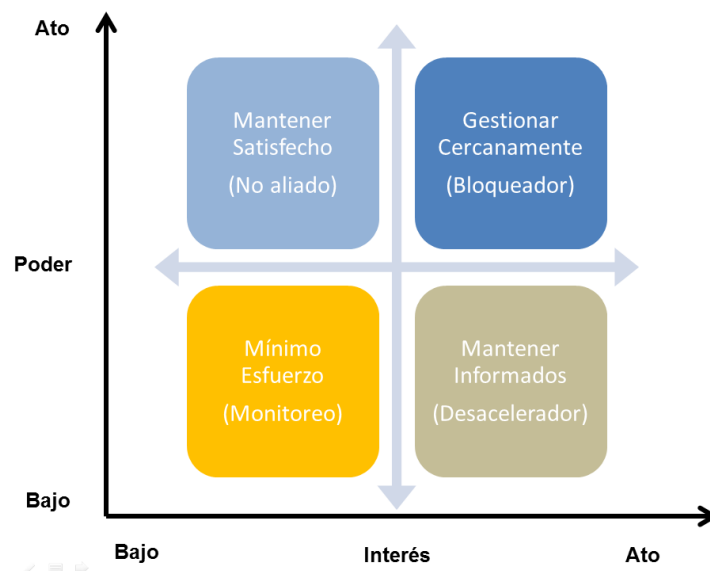 Ato
Mantener
Satisfecho
(No aliado)
Gestionar
Cercanamente
(Bloqueador)
Poder
Mínimo
Esfuerzo
(Monitoreo)
Mantener
Informados
(Desacelerador)
Bajo
Bajo
Interés
Ato